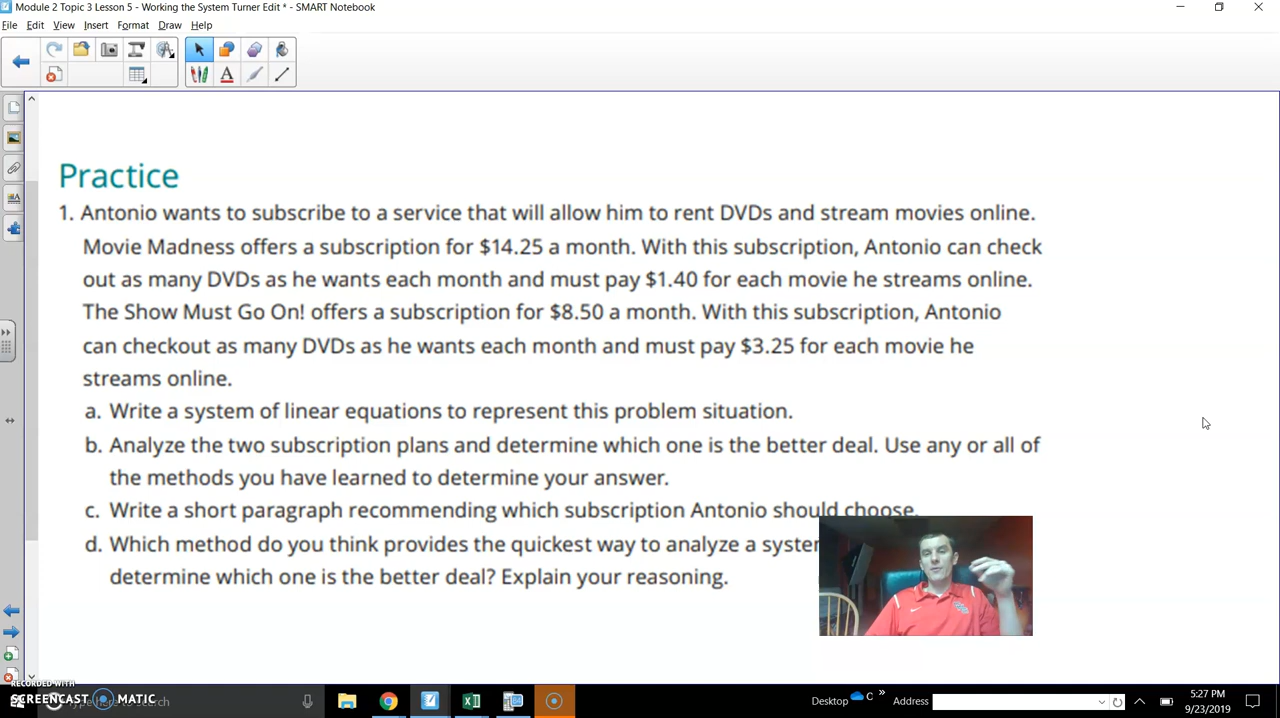 Module 2 Topic 3 Lesson 5 - Working the System Turner Edit * - SMART Notebook
File Edit View Insert Format Draw Help
Practice
1. Antonio wants to subscribe to a service that will allow him to rent DVDs and stream movies online.
Movie Madness offers a subscription for $14.25 a month. With this subscription, Antonio can check
out as many DVDs as he wants each month and must pay $1.40 for each movie he streams online.
The Show Must Go On! offers a subscription for $8.50 a month. With this subscription, Antonio
can checkout as many DVDs as he wants each month and must pay $3.25 for each movie he
streams online.
a. Write a system of linear equations to represent this problem situation.
b. Analyze the two subscription plans and determine which one is the better deal. Use any or all of
the methods you have learned to determine your answer.
c. Write a short paragraph recommending which subscription Antonio should choose.
d. Which method do you think provides the quickest way to analyze a system
determine which one is the better deal? Explain your reasoning.
RECORDED WITH
SCREENCAST MATIC
here to search
Desktop
C
Address
5:27 PM
9/23/2019